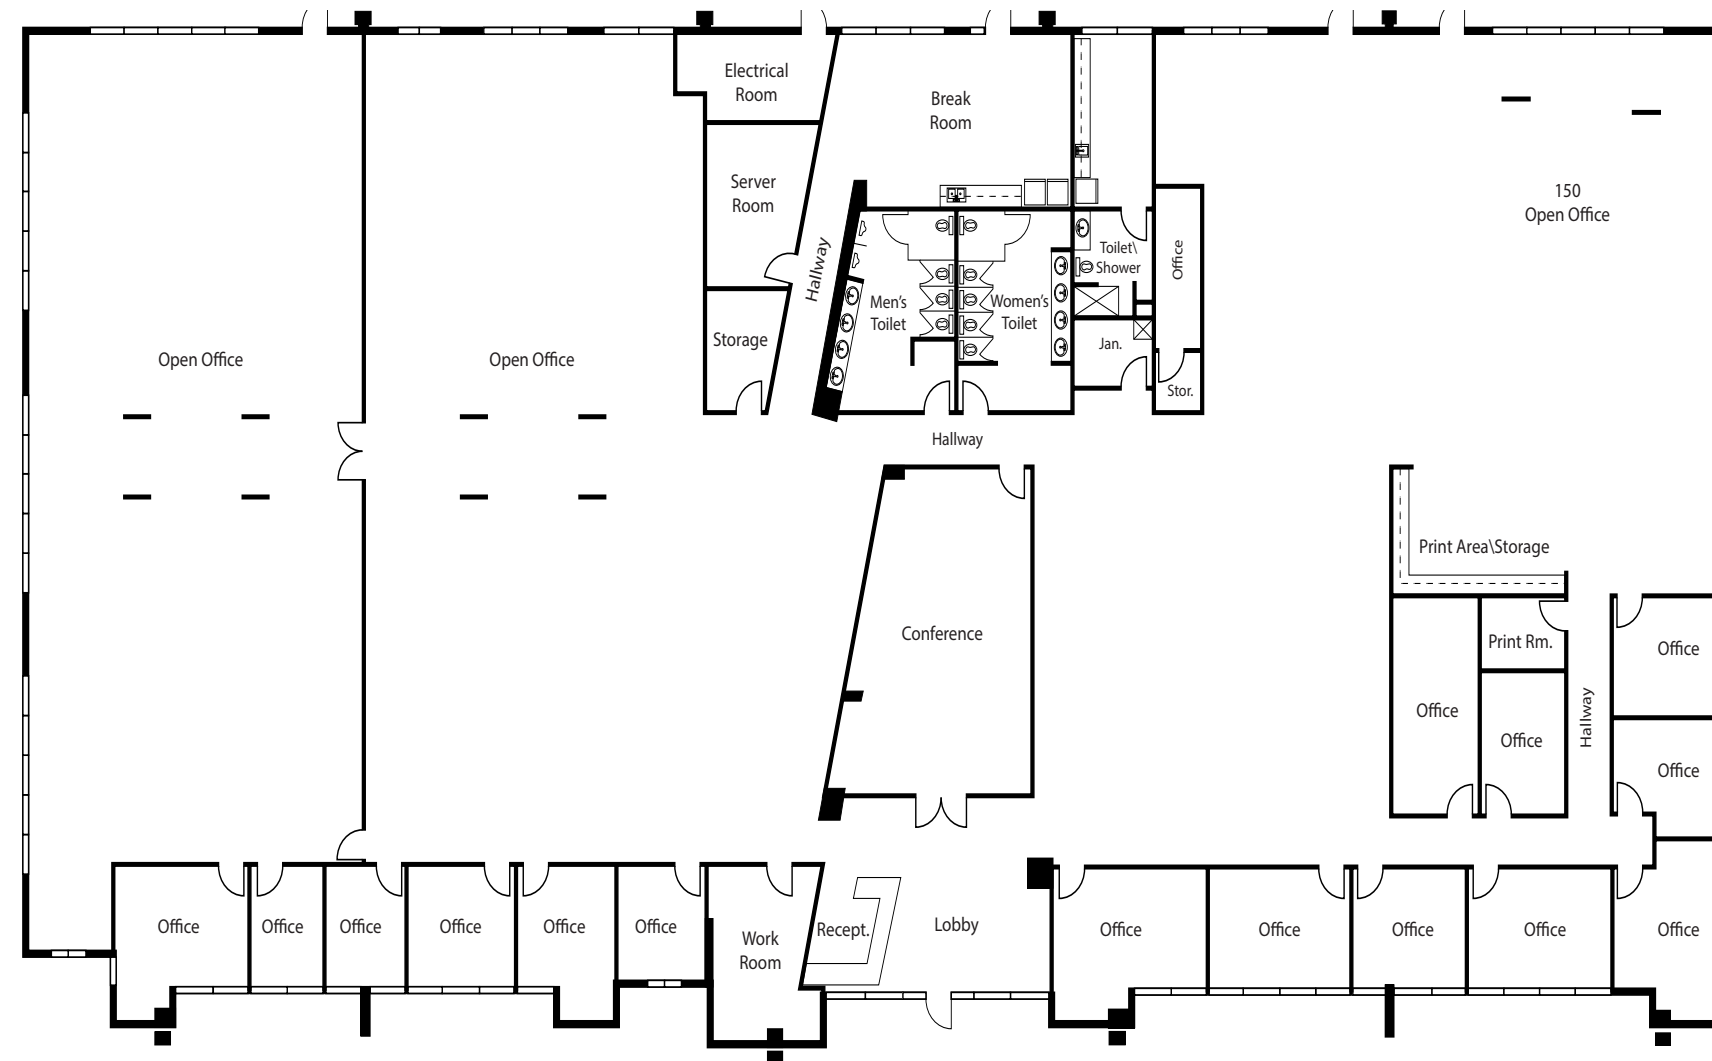 Electrical
Room
Break
Room
Server
Room
150
Open Office
Hallway
Toilet\
Shower
Office
Men's
Toilet
Women's
Toilet
Storage
Jan.
Open Office
Open Office
Stor.
Hallway
Print Area\Storage
Conference
Print Rm.
Office
Office
Office
Hallway
Office
Office
Office
Office
Office
Office
Office
Office
Work
Room
Recept.
Lobby
Office
Office
Office
Office
Office